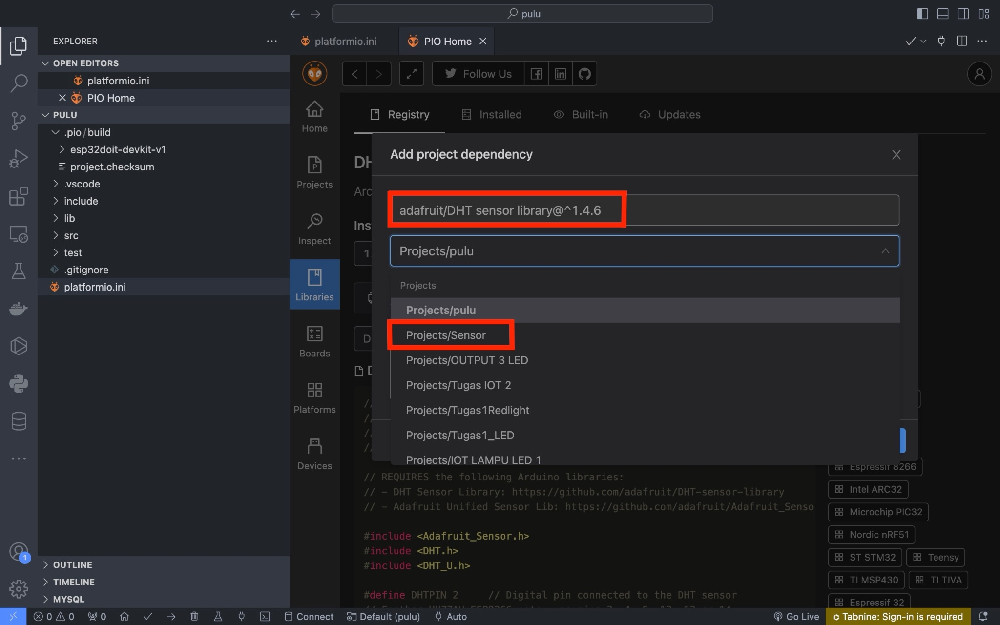 pulu
EXPLORER
platformio.ini
PIO Home
OPEN EDITORS
platformio.ini
PIO Home
PULU
.pio/build
esp32doit-devkit-v1
project.checksum
.vscode
include
lib
src
test
.gitignore
platformio.ini
OUTLINE
TIMELINE
MYSQL
1
Follow Us
Home
Projects
Inspect
Libraries
Boards
Platforms
Devices
Registry
Installed
Built-in
Updates
Add project dependency
adafruit/DHT sensor library@^1.4.6
Projects/pulu
Projects
Projects/pulu
Projects/Sensor
Projects/OUTPUT 3 LED
Projects/Tugas IOT 2
Projects/Tugas1Redlight
Projects/Tugas1_LED
Projects/IOT LAMPU LED 1
// REQUIRES the following Arduino libraries:
// - DHT Sensor Library: https://github.com/adafruit/DHT-sensor-library
// - Adafruit Unified Sensor Lib: https://github.com/adafruit/Adafruit_Senso
#include <Adafruit_Sensor.h>
#include <DHT.h>
#include <DHT_U.h>
#define DHTPIN 2 // Digital pin connected to the DHT sensor
Espressif 8266
Intel ARC32
Microchip PIC32
Nordic nRF51
ST STM32
Teensy
TI MSP430
TI TIVA
Espressif 32
0 0 0 Connect Default (pulu) Auto Go Live Tabnine: Sign-in is required